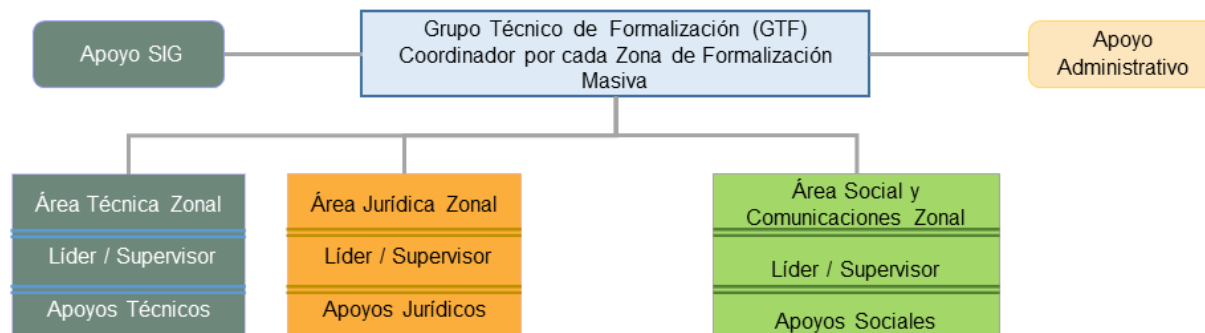 Apoyo SIG
Grupo Técnico de Formalización (GTF)
Coordinador por cada Zona de Formalización
Masiva
Apoyo
Administrativo
Área Técnica Zonal
Líder / Supervisor
Apoyos Técnicos
Área Jurídica Zonal
Líder / Supervisor
Apoyos Jurídicos
Área Social y
Comunicaciones Zonal
Líder / Supervisor
Apoyos Sociales